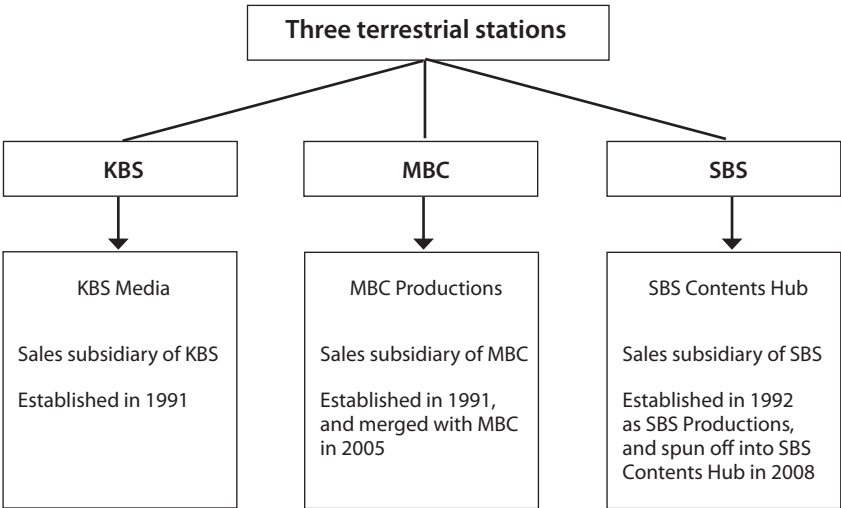 Three terrestrial stations
KBS
MBC
SBS
KBS Media
Sales subsidiary of KBS
Established in 1991
MBC Productions
Sales subsidiary of MBC
Established in 1991,
and merged with MBC
in 2005
SBS Contents Hub
Sales subsidiary of SBS
Established in 1992
as SBS Productions,
and spun off into SBS
Contents Hub in 2008